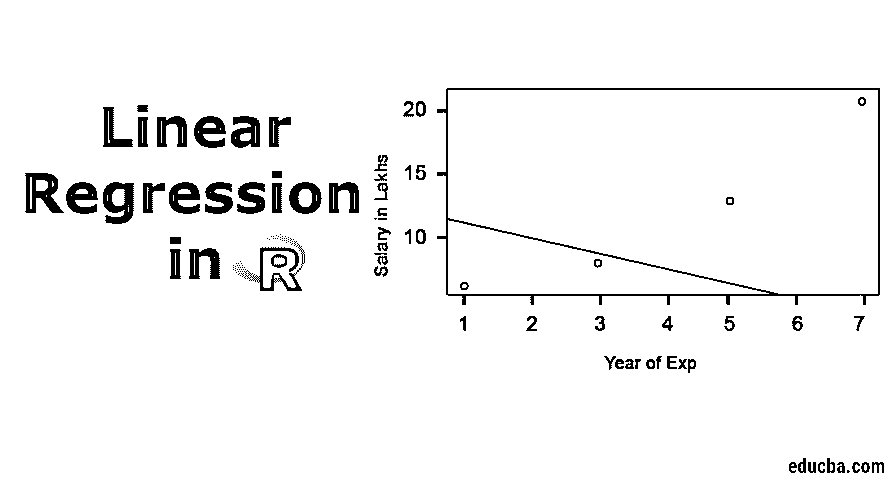 Linear
Regression
in R
Salary in Lakhs
20
15
10
1 2 3 4 5 6 7
Year of Exp
educba.com